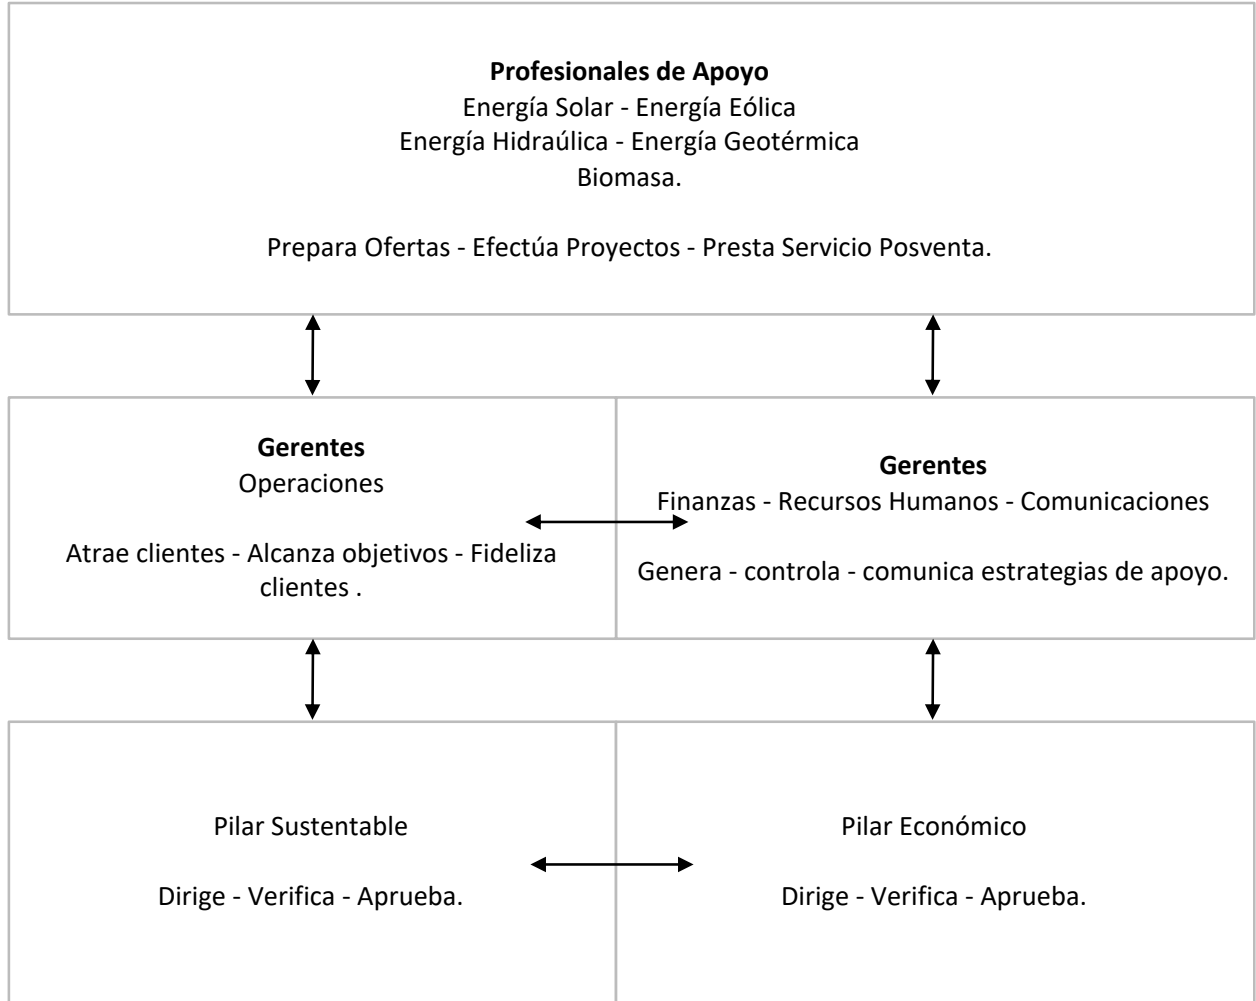 Profesionales de Apoyo
Energía Solar - Energía Eólica
Energía Hidraúlica - Energía Geotérmica
Biomasa.
Prepara Ofertas - Efectúa Proyectos - Presta Servicio Posventa.
Gerentes
Operaciones
Atrae clientes - Alcanza objetivos - Fideliza
clientes .
Gerentes
Finanzas - Recursos Humanos - Comunicaciones
Genera - controla - comunica estrategias de apoyo.
Pilar Sustentable
Dirige - Verifica - Aprueba.
Pilar Económico
Dirige - Verifica - Aprueba.